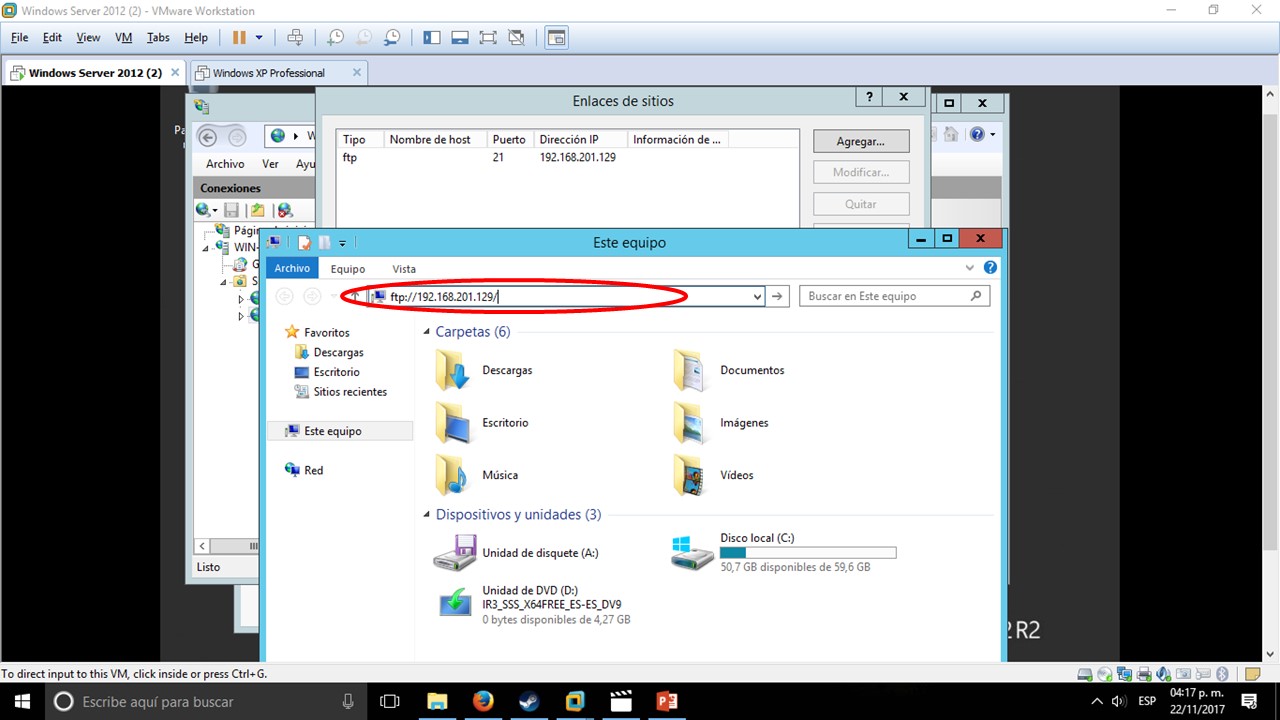 Windows Server 2012 (2) - VMware Workstation
File Edit View VM Tabs Help
Windows Server 2012 (2)
Windows XP Professional
Enlaces de sitios
? X
Tipo Nombre de host Puerto Dirección IP Información de ...
ftp 21 192.168.201.129
Agregar...
Modificar...
Quitar
Archivo Ver Ayu
Conexiones
Listo
Este equipo
Archivo Equipo Vista
ftp://192.168.201.129/
Buscar en Este equipo
Favoritos
Descargas
Escritorio
Sitios recientes
Este equipo
Red
Carpetas (6)
Descargas
Documentos
Escritorio
Imágenes
Música
Vídeos
Dispositivos y unidades (3)
Unidad de disquete (A:)
Disco local (C:)
50,7 GB disponibles de 59,6 GB
Unidad de DVD (D:)
IR3_SSS_X64FREE_ES-ES_DV9
0 bytes disponibles de 4,27 GB
2 R2
To direct input to this VM, click inside or press Ctrl+G.
Escribe aquí para buscar
ESP
04:17 p. m.
22/11/2017